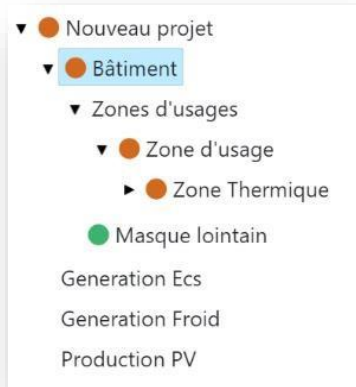 Nouveau projet
Bâtiment
Zones d'usages
Zone d'usage
Zone Thermique
Masque lointain
Generation Ecs
Generation Froid
Production PV